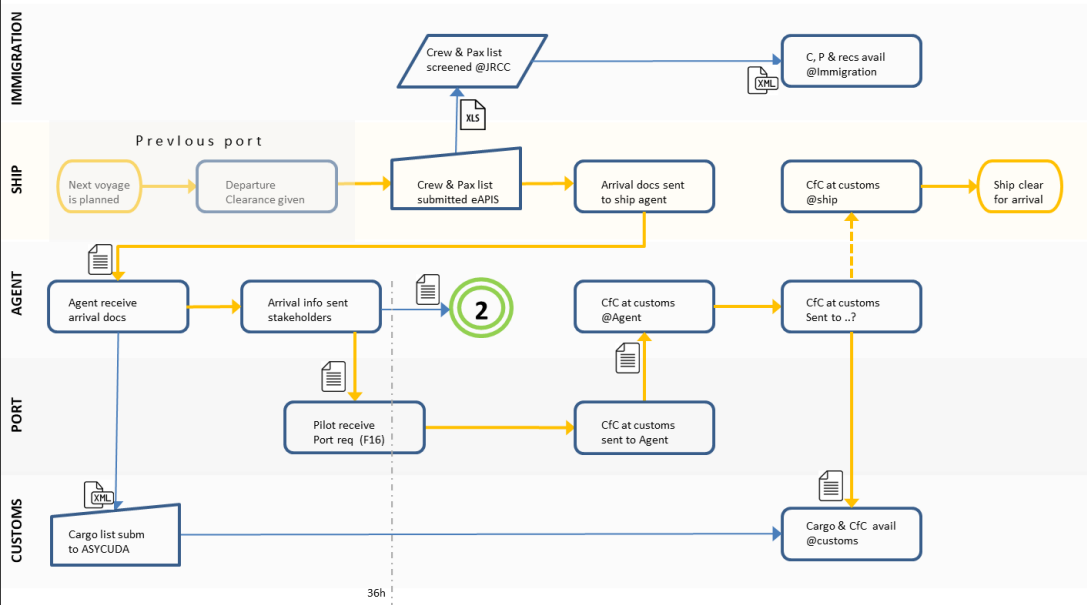 IMMIGRATION
Crew & Pax list
screened @JRCC
C, P & recs avail
@Immigration
XML
XLS
SHIP
Prevlous port
Next voyage
is planned
Departure
Clearance given
Crew & Pax list
submitted eAPIS
Arrival docs sent
to ship agent
CfC at customs
@ship
Ship clear
for arrival
AGENT
Agent receive
arrival docs
Arrival info sent
stakeholders
2
CfC at customs
@Agent
CfC at customs
Sent to ..?
PORT
Pilot receive
Port req (F16)
CfC at customs
sent to Agent
CUSTOMS
XML
Cargo list subm
to ASYCUDA
Cargo & CfC avail
@customs
36h